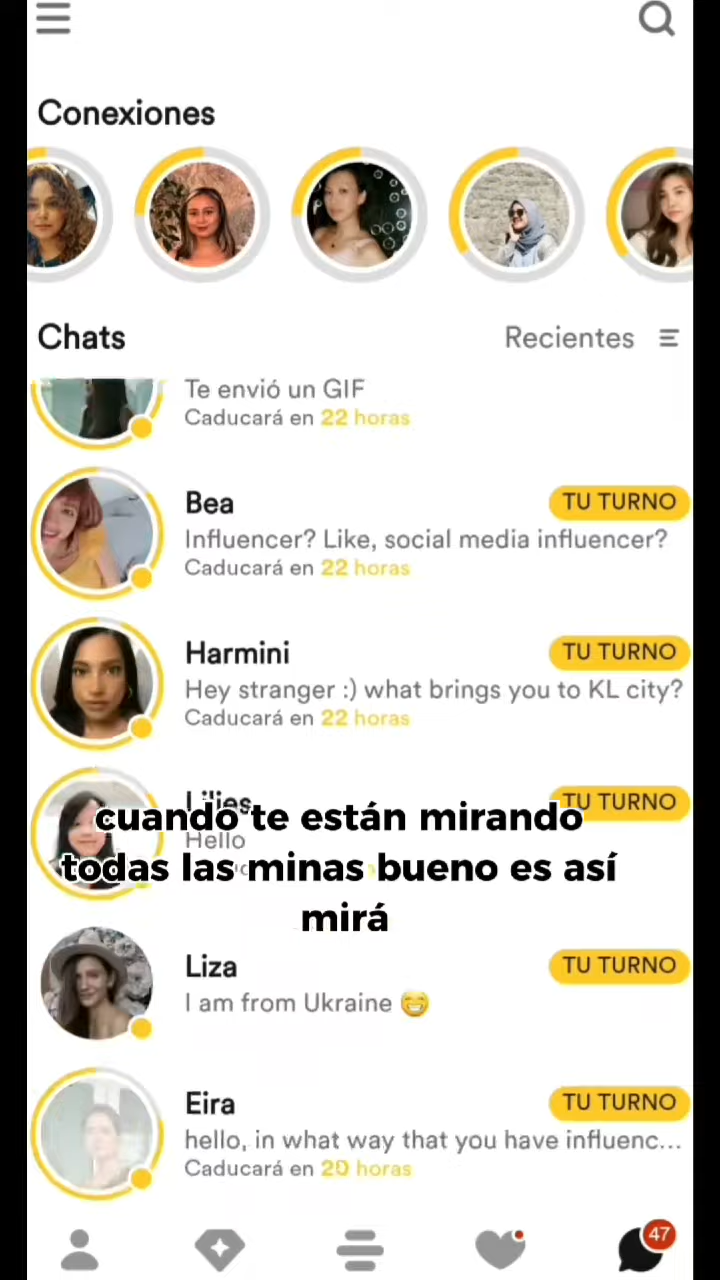 Conexiones
Chats
Recientes
Te envió un GIF
Caducará en 22 horas
Bea
TU TURNO
Influencer? Like, social media influencer?
Caducará en 22 horas
Harmini
TU TURNO
Hey stranger :) what brings you to KL city?
Caducará en 22 horas
Lilies
TU TURNO
cuando te están mirando
Hello
todas las minas bueno es así
mirá
Liza
TU TURNO
I am from Ukraine 😁
Eira
TU TURNO
hello, in what way that you have influenc...
Caducará en 20 horas
47